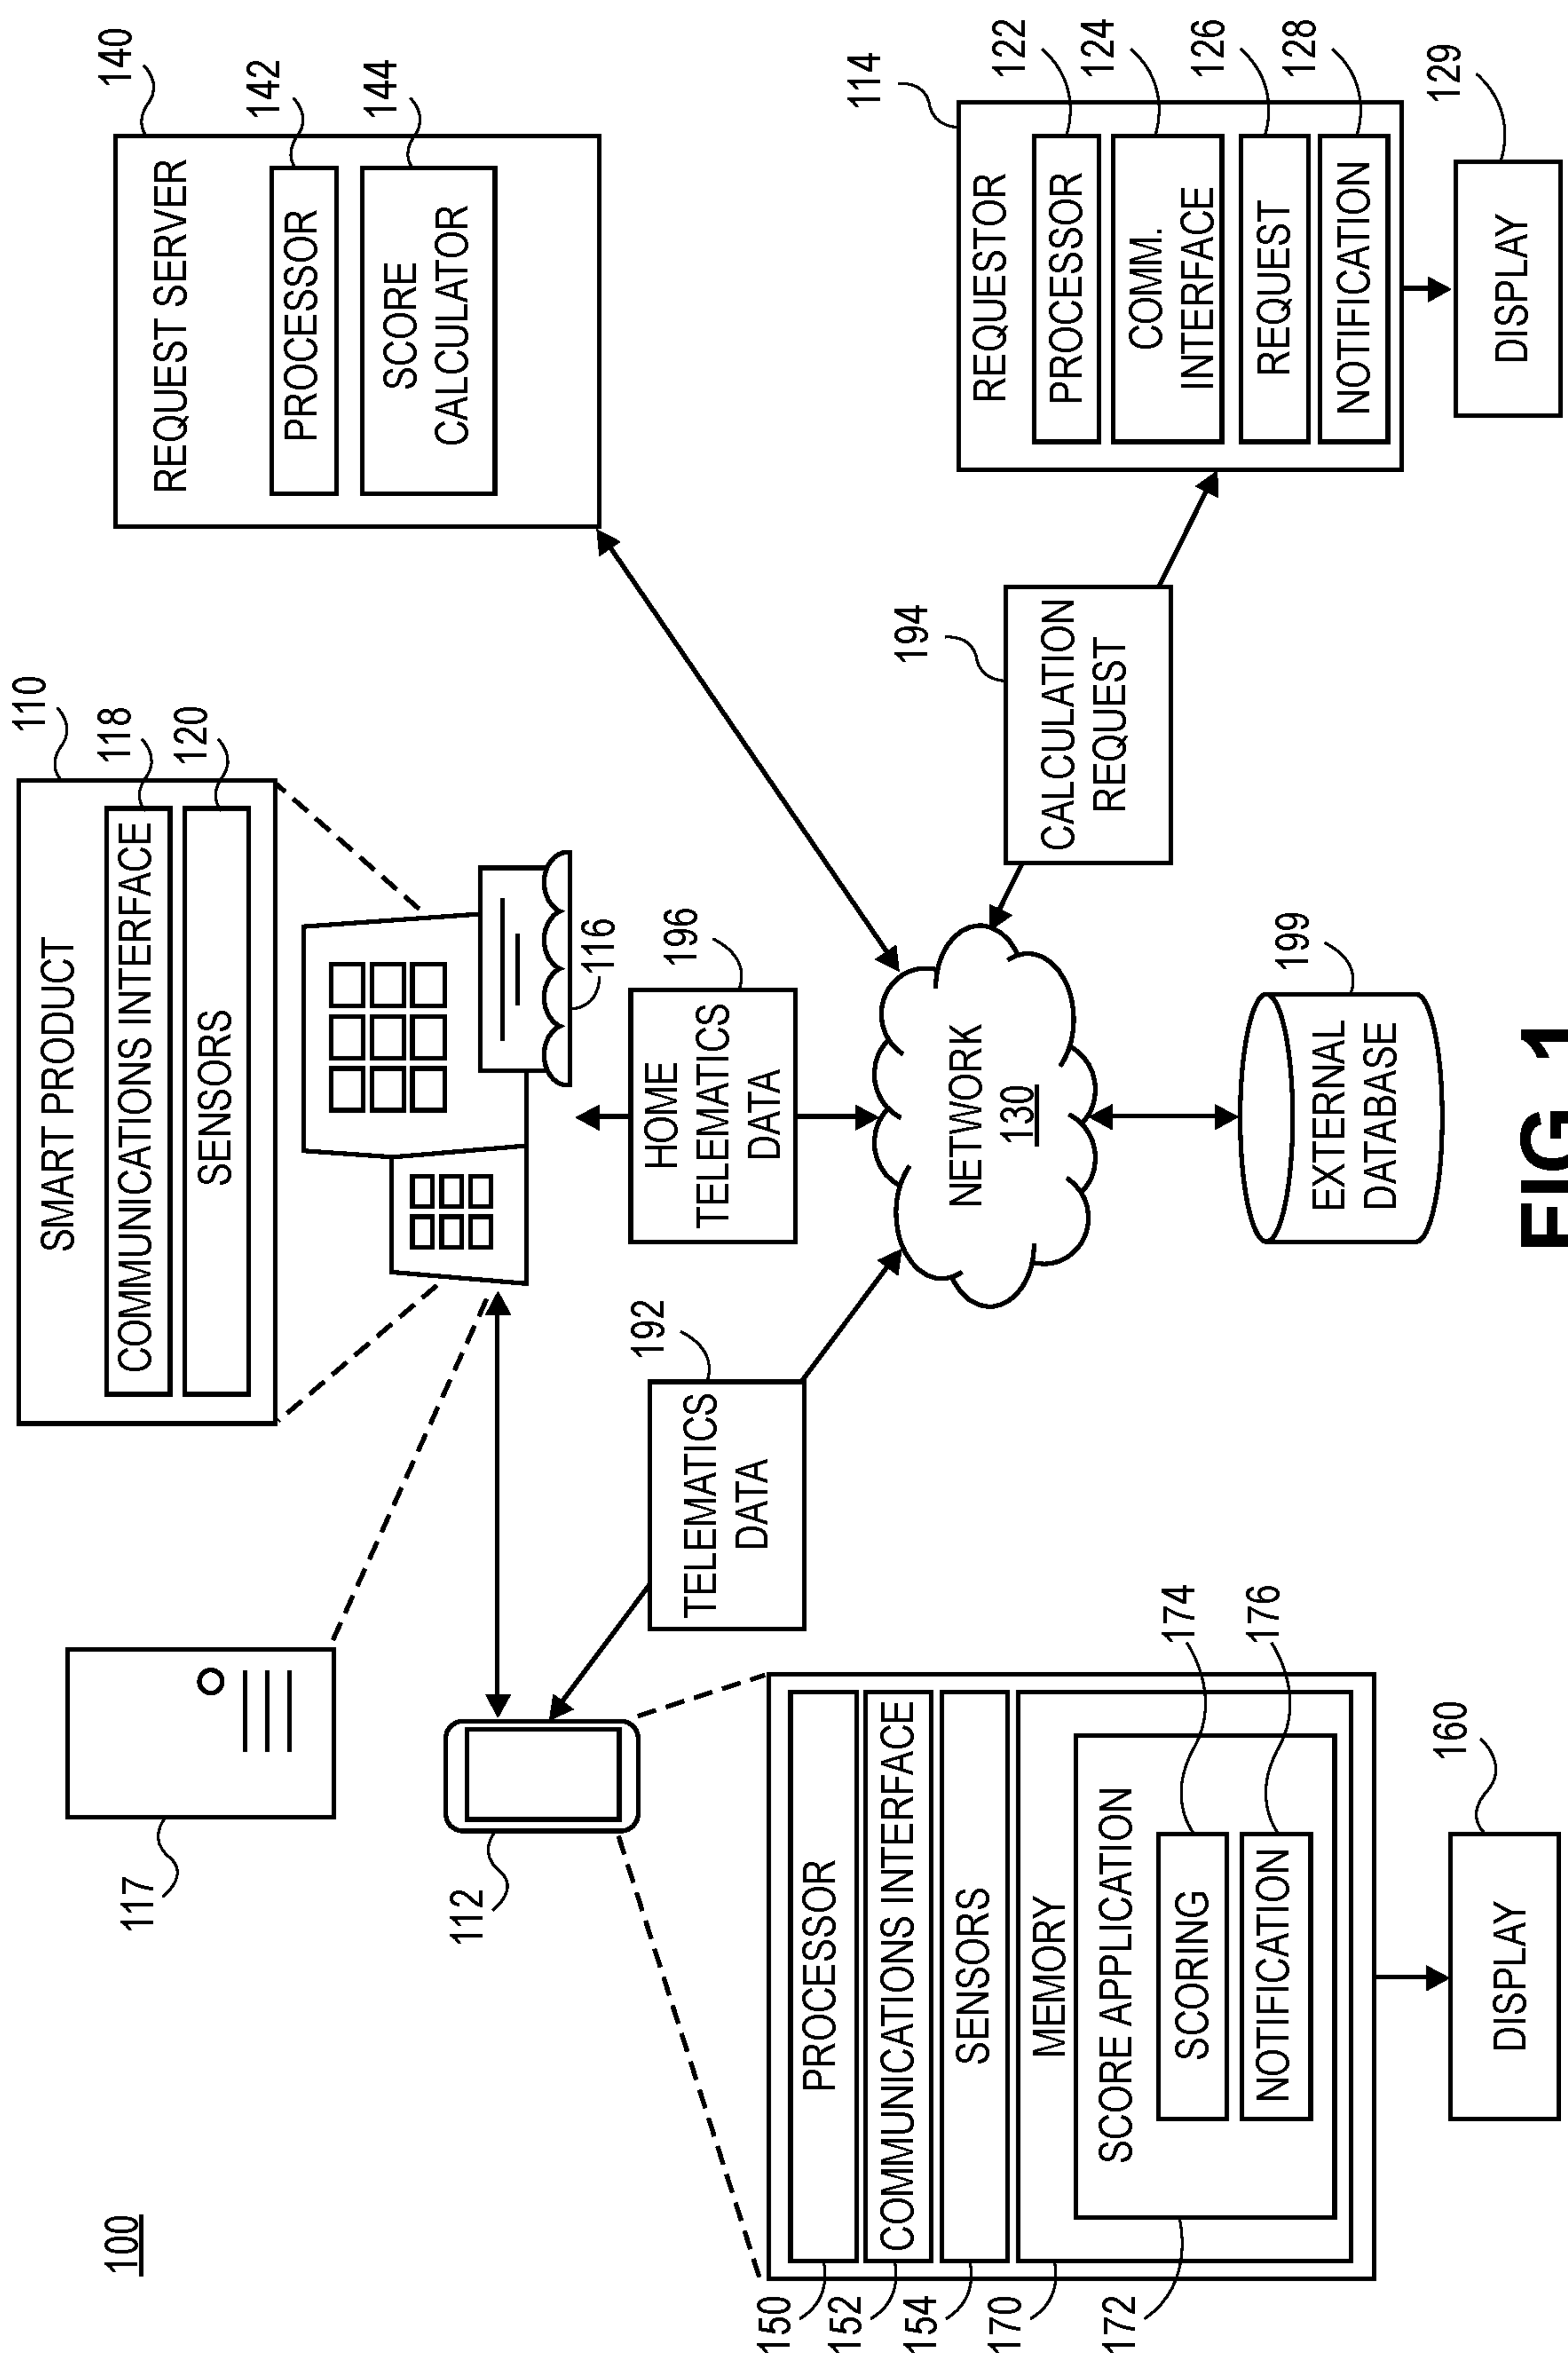 100
117
SMART PRODUCT
110
COMMUNICATIONS INTERFACE
118
SENSORS
120
116
REQUEST SERVER
140
PROCESSOR
142
SCORE
CALCULATOR
144
112
TELEMATICS
DATA
192
HOME
TELEMATICS
DATA
196
NETWORK
130
CALCULATION
REQUEST
194
REQUESTOR
114
PROCESSOR
122
COMM.
INTERFACE
124
REQUEST
126
NOTIFICATION
128
DISPLAY
129
150
PROCESSOR
152
COMMUNICATIONS INTERFACE
154
SENSORS
170
MEMORY
172
SCORE APPLICATION
SCORING
174
NOTIFICATION
176
DISPLAY
160
EXTERNAL
DATABASE
199
FIG 1